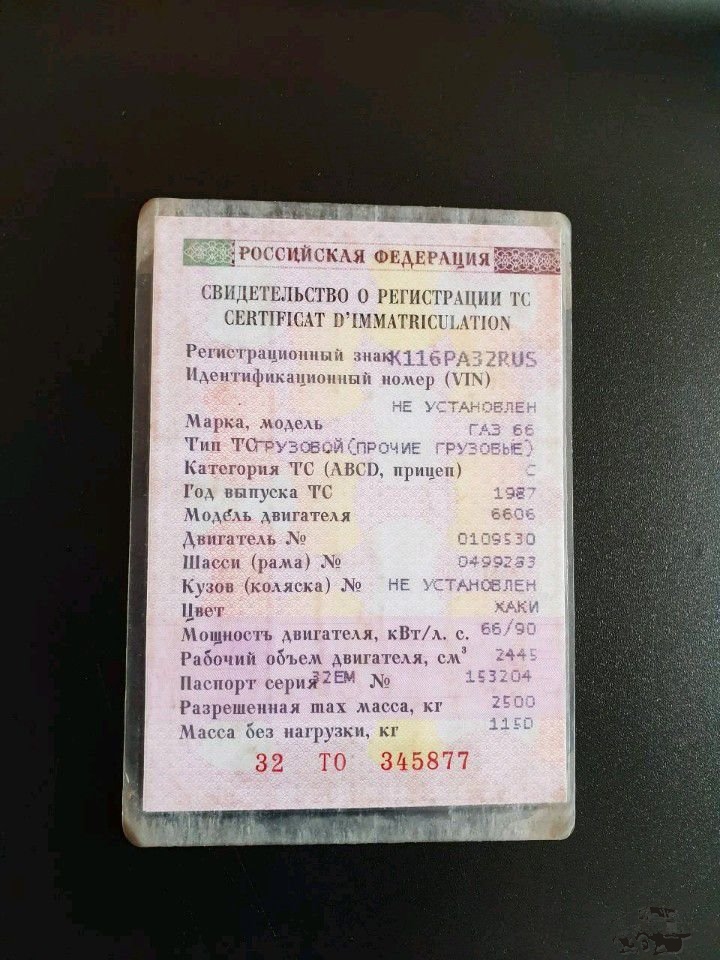 РОССИЙСКАЯ ФЕДЕРАЦИЯ
СВИДЕТЕЛЬСТВО О РЕГИСТРАЦИИ ТС
CERTIFICAT D'IMMATRICULATION
Регистрационный знак К116РА32RUS
Идентификационный номер (VIN)
НЕ УСТАНОВЛЕН
Марка, модель ГАЗ 66
Тип ТС ГРУЗОВОЙ(ПРОЧИЕ ГРУЗОВЫЕ)
Категория ТС (ABCD, прицеп) C
Год выпуска ТС 1987
Модель двигателя 6606
Двигатель № 0109530
Шасси (рама) № 0499283
Кузов (коляска) № НЕ УСТАНОВЛЕН
Цвет ХАКИ
Мощность двигателя, кВт/л. с. 66/90
Рабочий объем двигателя, см³ 2445
Паспорт серия 32ЕМ № 153204
Разрешенная max масса, кг 2500
Масса без нагрузки, кг 1150
32 ТО 345877